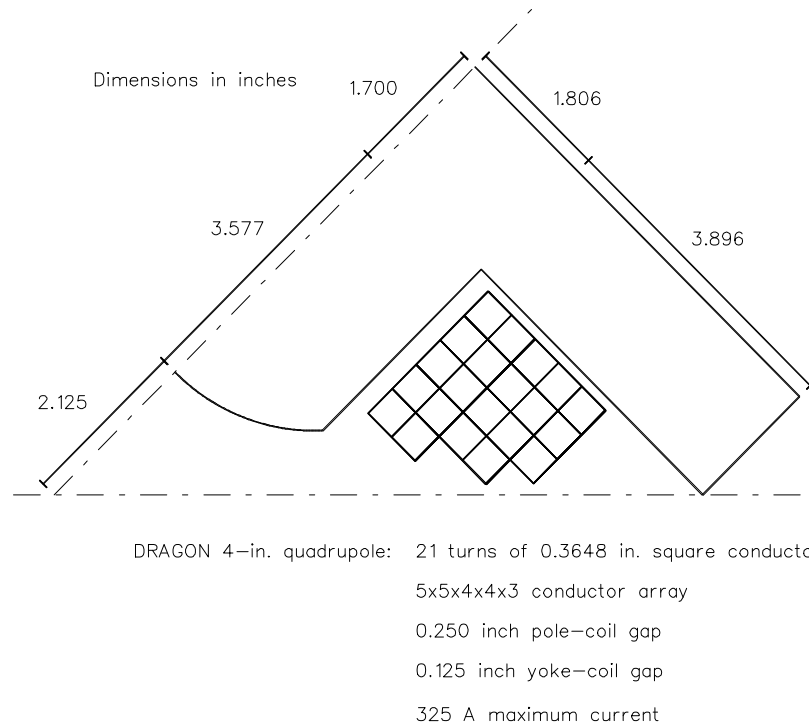 Dimensions in inches
1.700
1.806
3.577
3.896
2.125
DRAGON 4-in. quadrupole: 21 turns of 0.3648 in. square
5x5x4x4x3 conductor array
0.250 inch pole-coil gap
0.125 inch yoke-coil gap
325 A maximum current